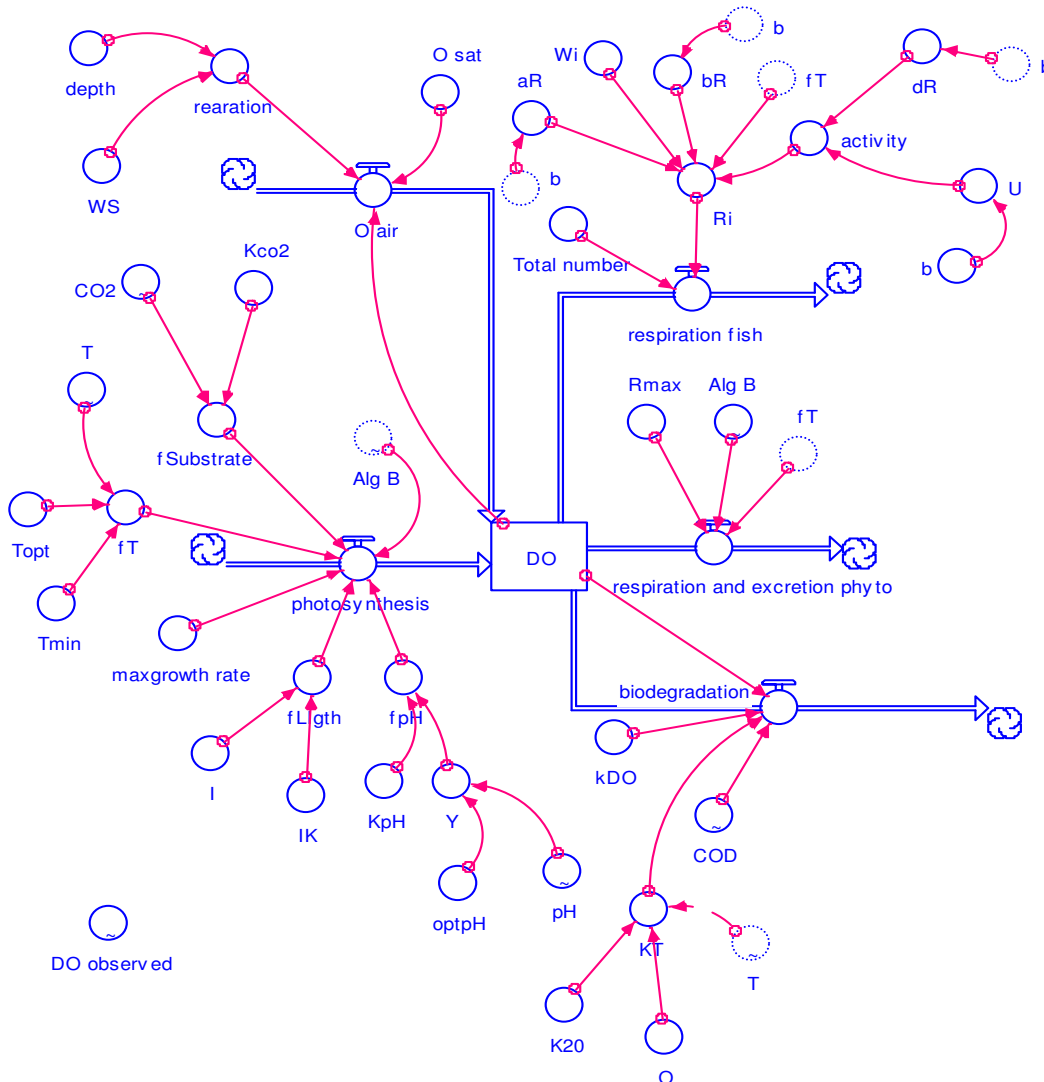 O sat
Wi
b
depth
rearation
aR
bR
fT
dR
b
activity
WS
b
O air
Ri
U
Kco2
Total number
b
CO2
respiration fish
T
Rmax
Alg B
fT
fSubstrate
Alg B
Topt
fT
DO
photosynthesis
respiration and excretion phyto
Tmin
maxgrowth rate
biodegradation
fLigth
fpH
I
kDO
IK
KpH
Y
COD
optpH
pH
KT
DO observed
T
K20